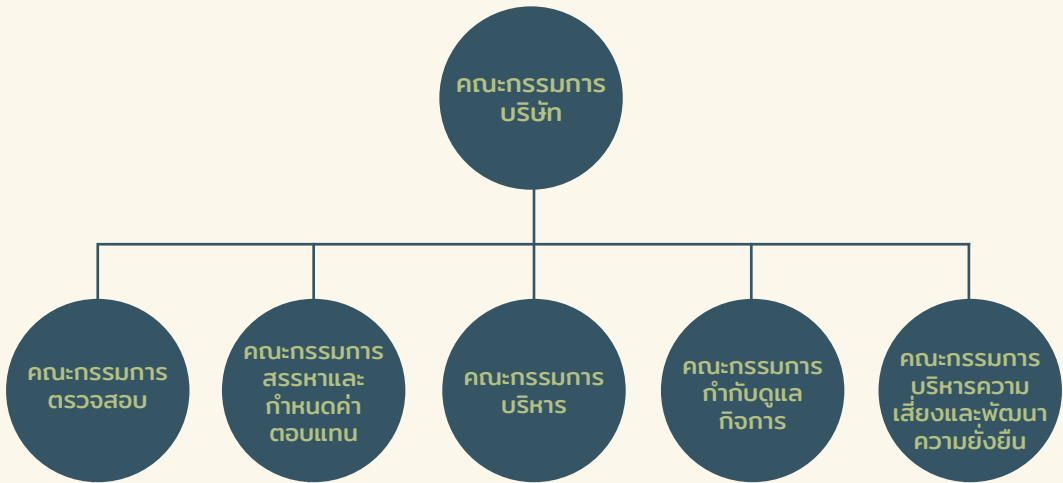 คณะกรรมการ
บริษัท
คณะกรรมการ
ตรวจสอบ
คณะกรรมการ
สรรหาและ
กำหนดค่า
ตอบแทน
คณะกรรมการ
บริหาร
คณะกรรมการ
กำกับดูแล
กิจการ
คณะกรรมการ
บริหารความ
เสี่ยงและพัฒนา
ความยั่งยืน